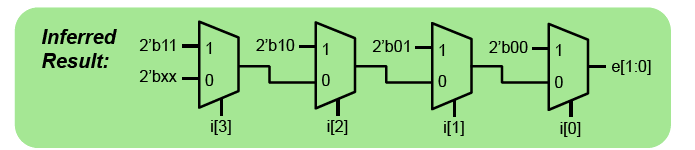 Inferred
Result:
2'b11
1
2'bxx
0
i[3]
2'b10
1
0
i[2]
2'b01
1
0
i[1]
2'b00
1
0
i[0]
e[1:0]